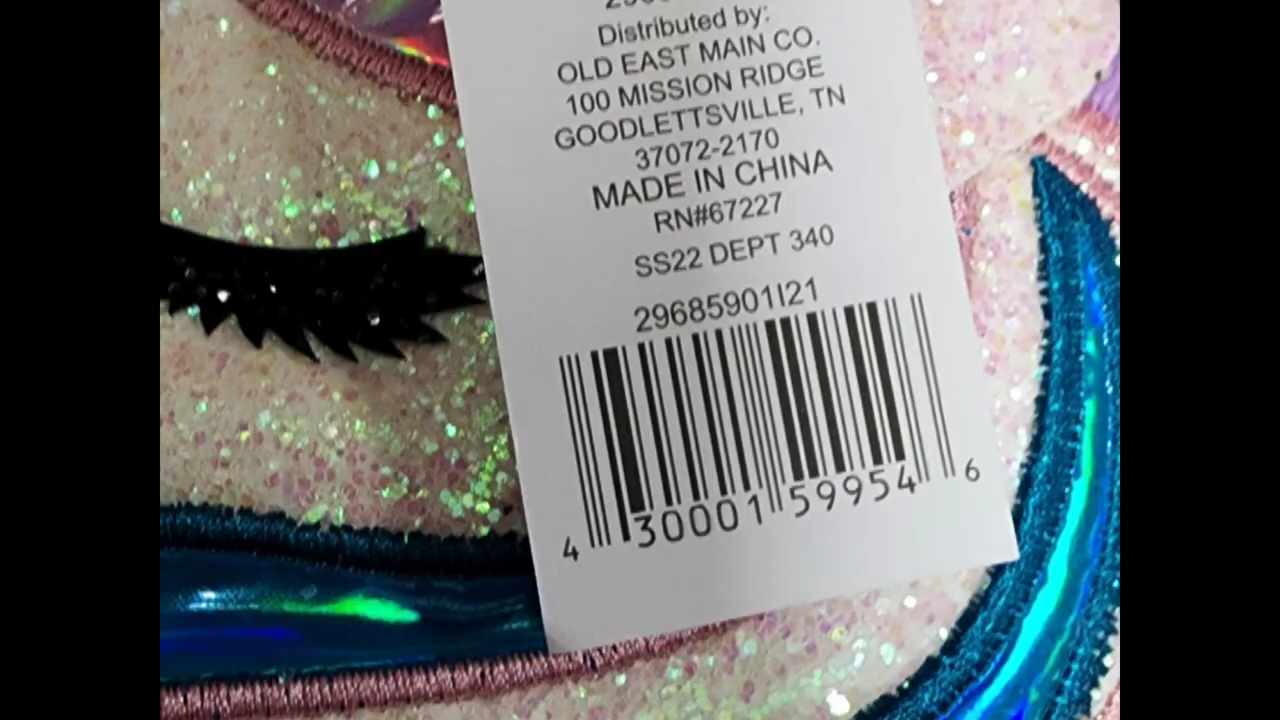 Distributed by:
OLD EAST MAIN CO.
100 MISSION RIDGE
GOODLETTSVILLE, TN
37072-2170
MADE IN CHINA
RN#67227
SS22 DEPT 340
29685901I21
4 30001 59954 6